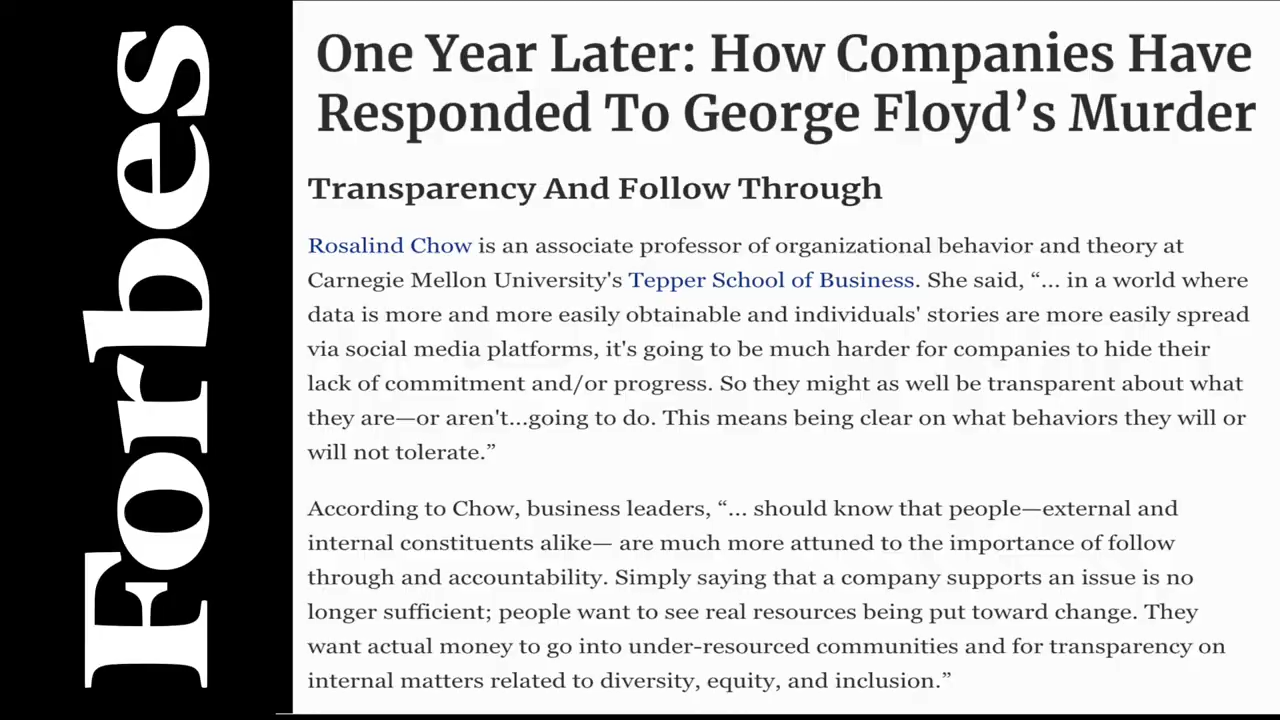 Forbes
One Year Later: How Companies Have
Responded To George Floyd’s Murder
Transparency And Follow Through
Rosalind Chow is an associate professor of organizational behavior and theory at
Carnegie Mellon University's Tepper School of Business. She said, “... in a world where
data is more and more easily obtainable and individuals' stories are more easily spread
via social media platforms, it's going to be much harder for companies to hide their
lack of commitment and/or progress. So they might as well be transparent about what
they are—or aren't...going to do. This means being clear on what behaviors they will or
will not tolerate.”
According to Chow, business leaders, “... should know that people—external and
internal constituents alike— are much more attuned to the importance of follow
through and accountability. Simply saying that a company supports an issue is no
longer sufficient; people want to see real resources being put toward change. They
want actual money to go into under-resourced communities and for transparency on
internal matters related to diversity, equity, and inclusion.”